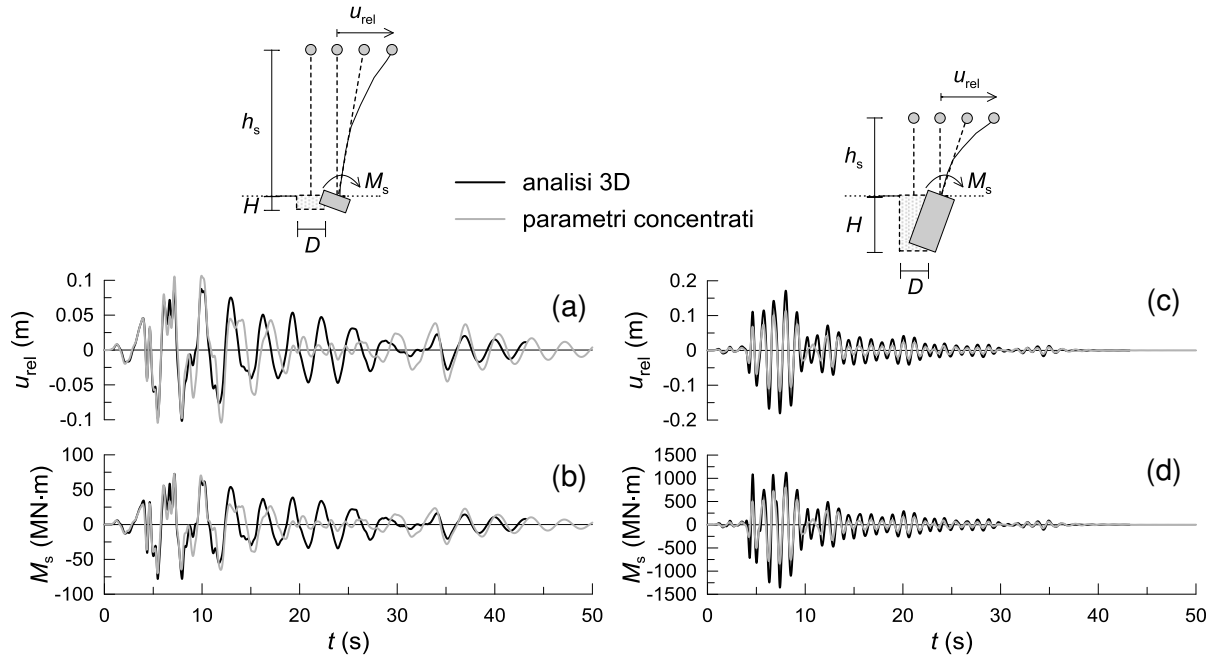 u_rel
h_s
M_s
H
D
analisi 3D
parametri concentrati
u_rel
h_s
M_s
H
D
0.1
0.05
0
-0.05
-0.1
u_rel (m)
(a)
0.2
0.1
0
-0.1
-0.2
u_rel (m)
(c)
100
50
0
-50
-100
M_s (MN·m)
(b)
0 10 20 30 40 50
t (s)
1500
1000
500
0
-500
-1000
-1500
M_s (MN·m)
(d)
0 10 20 30 40 50
t (s)